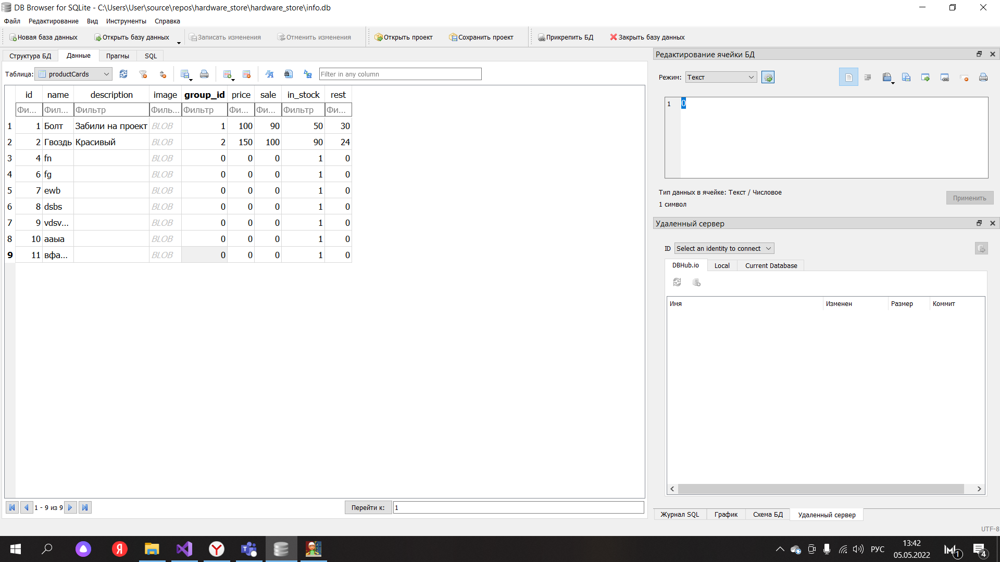 DB Browser for SQLite - C:\Users\User\source\repos\hardware_store\hardware_store\info.db
Файл Редактирование Вид Инструменты Справка
Новая база данных Открыть базу данных Записать изменения Отменить изменения Открыть проект Сохранить проект Прикрепить БД Закрыть базу данных
Структура БД Данные Прагмы SQL
Таблица: productCards Filter in any column
id name description image group_id price sale in_stock rest
Фи... Фил... Фильтр Филь... Фильтр Фи... Фи... Фильтр Фи...
1 1 Болт Забили на проект BLOB 1 100 90 50 30
2 2 Гвоздь Красивый BLOB 2 150 100 90 24
3 4 fn BLOB 0 0 0 1 0
4 6 fg BLOB 0 0 0 1 0
5 7 ewb BLOB 0 0 0 1 0
6 8 dsbs BLOB 0 0 0 1 0
7 9 vdsv... BLOB 0 0 0 1 0
8 10 ааыа BLOB 0 0 0 1 0
9 11 вфа... BLOB 0 0 0 1 0
1 - 9 из 9 Перейти к: 1
Редактирование ячейки БД
Режим: Текст
1 0
Тип данных в ячейке: Текст / Числовое
1 символ
Применить
Удаленный сервер
ID Select an identity to connect
DBHub.io Local Current Database
Имя Изменен Размер Коммит
Журнал SQL График Схема БД Удаленный сервер
UTF-8
Я Y T РУС 13:42 1 4
05.05.2022